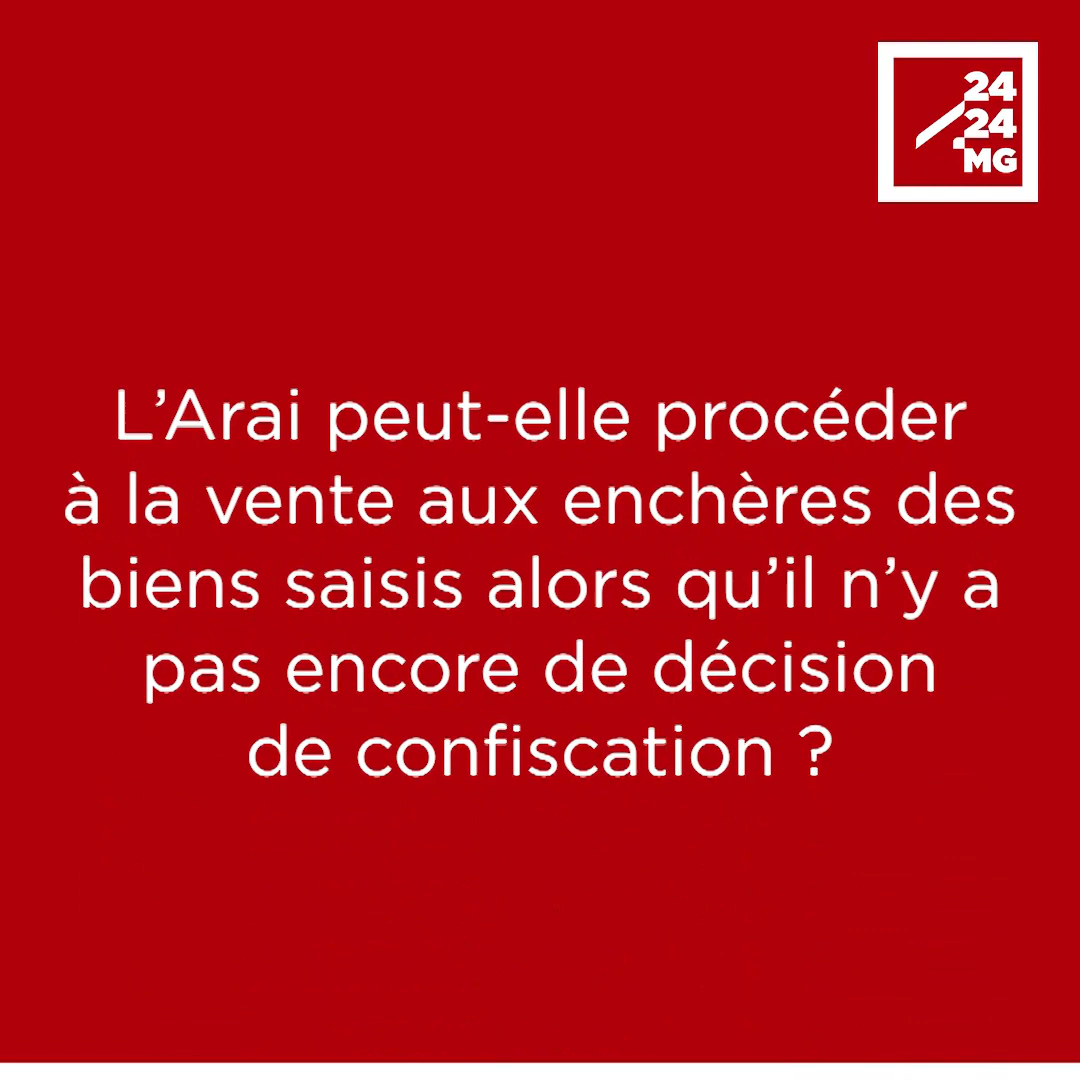 24
24
MG
L’Arai peut-elle procéder
à la vente aux enchères des
biens saisis alors qu’il n’y a
pas encore de décision
de confiscation ?